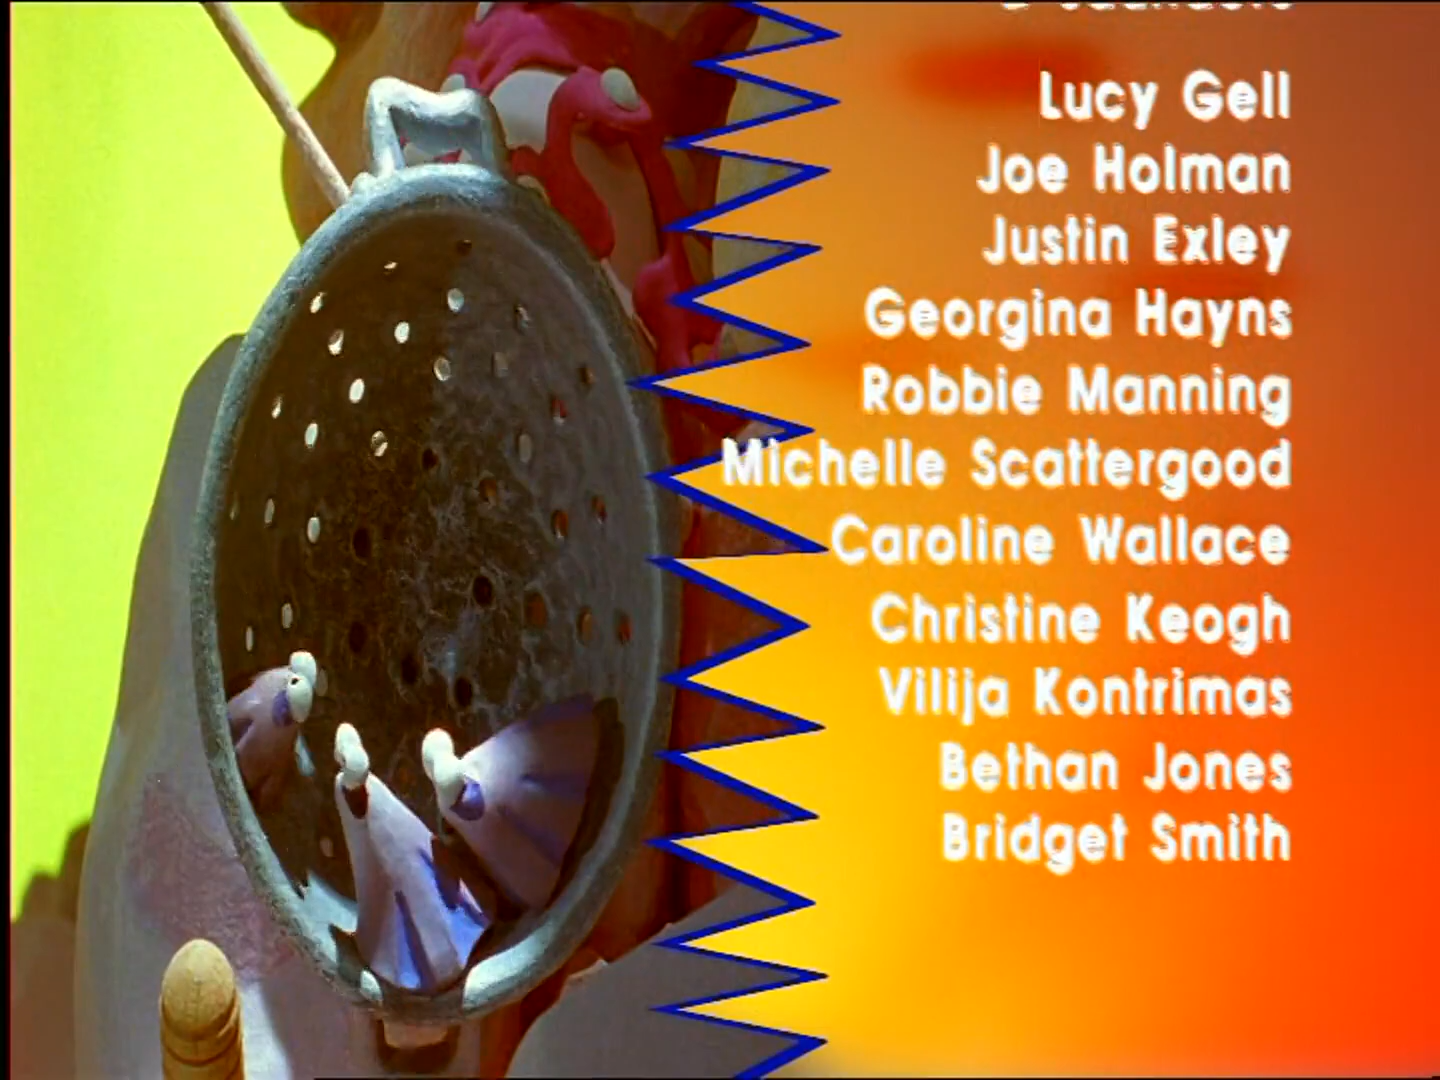 Lucy Gell
Joe Holman
Justin Exley
Georgina Hayns
Robbie Manning
Michelle Scattergood
Caroline Wallace
Christine Keogh
Vilija Kontrimas
Bethan Jones
Bridget Smith